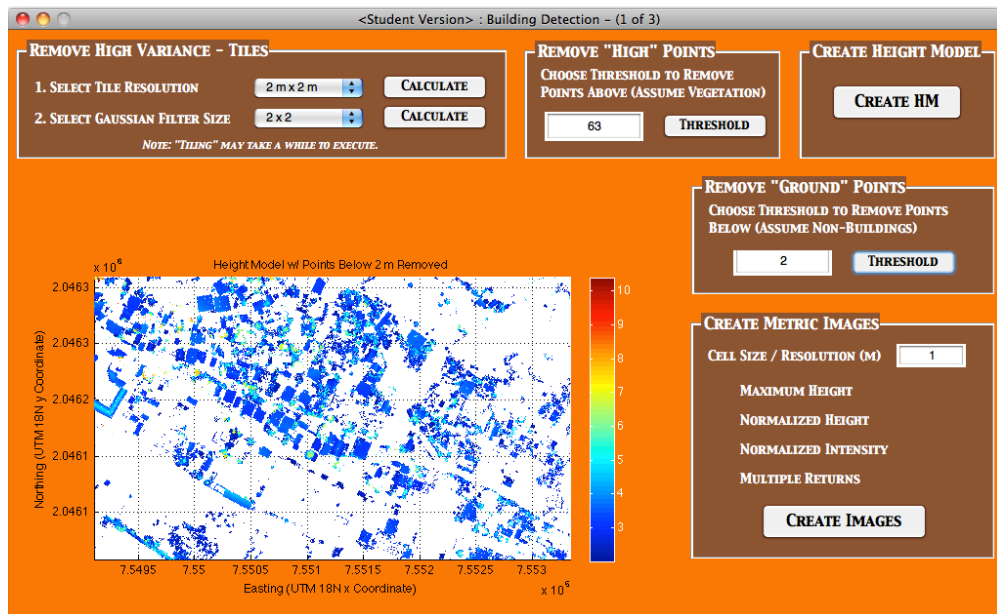 <Student Version> : Building Detection - (1 of 3)
REMOVE HIGH VARIANCE - TILES
1. SELECT TILE RESOLUTION
2 m x 2 m
CALCULATE
2. SELECT GAUSSIAN FILTER SIZE
2 x 2
CALCULATE
NOTE: "TILING" MAY TAKE A WHILE TO EXECUTE.
REMOVE "HIGH" POINTS
CHOOSE THRESHOLD TO REMOVE
POINTS ABOVE (ASSUME VEGETATION)
63
THRESHOLD
CREATE HEIGHT MODEL
CREATE HM
REMOVE "GROUND" POINTS
CHOOSE THRESHOLD TO REMOVE POINTS
BELOW (ASSUME NON-BUILDINGS)
2
THRESHOLD
CREATE METRIC IMAGES
CELL SIZE / RESOLUTION (M)
1
MAXIMUM HEIGHT
NORMALIZED HEIGHT
NORMALIZED INTENSITY
MULTIPLE RETURNS
CREATE IMAGES
x 10^6
Height Model w/ Points Below 2 m Removed
2.0463
2.0463
2.0462
2.0461
2.0461
Northing (UTM 18N y Coordinate)
7.5495
7.55
7.5505
7.551
7.5515
7.552
7.5525
7.553
Easting (UTM 18N x Coordinate)
x 10^5
10
9
8
7
6
5
4
3